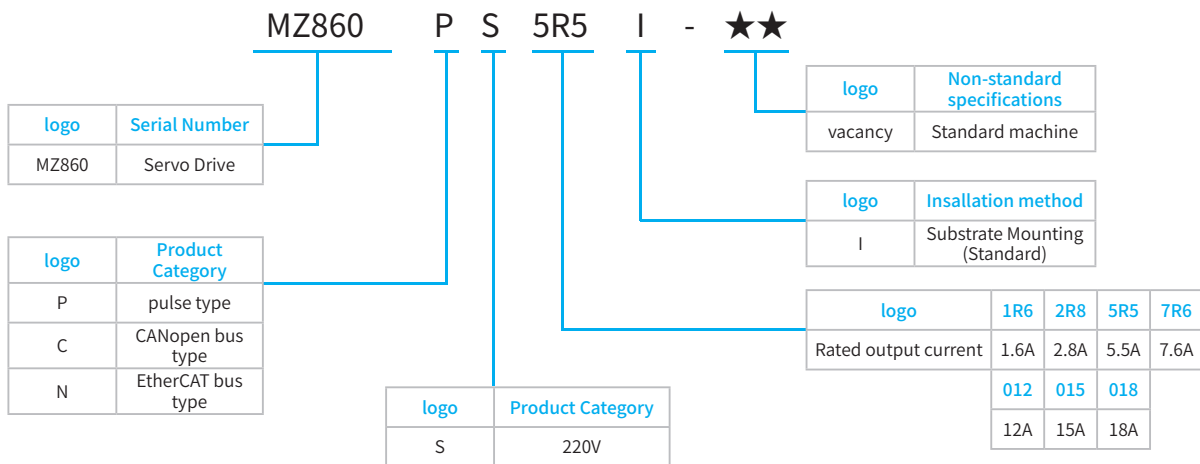 MZ860 P S 5R5 I - ★★
logo Serial Number
MZ860 Servo Drive
logo Product
Category
P pulse type
C CANopen bus
type
N EtherCAT bus
type
logo Product Category
S 220V
logo Non-standard
specifications
vacancy Standard machine
logo Insallation method
I Substrate Mounting
(Standard)
logo 1R6 2R8 5R5 7R6
Rated output current 1.6A 2.8A 5.5A 7.6A
012 015 018
12A 15A 18A